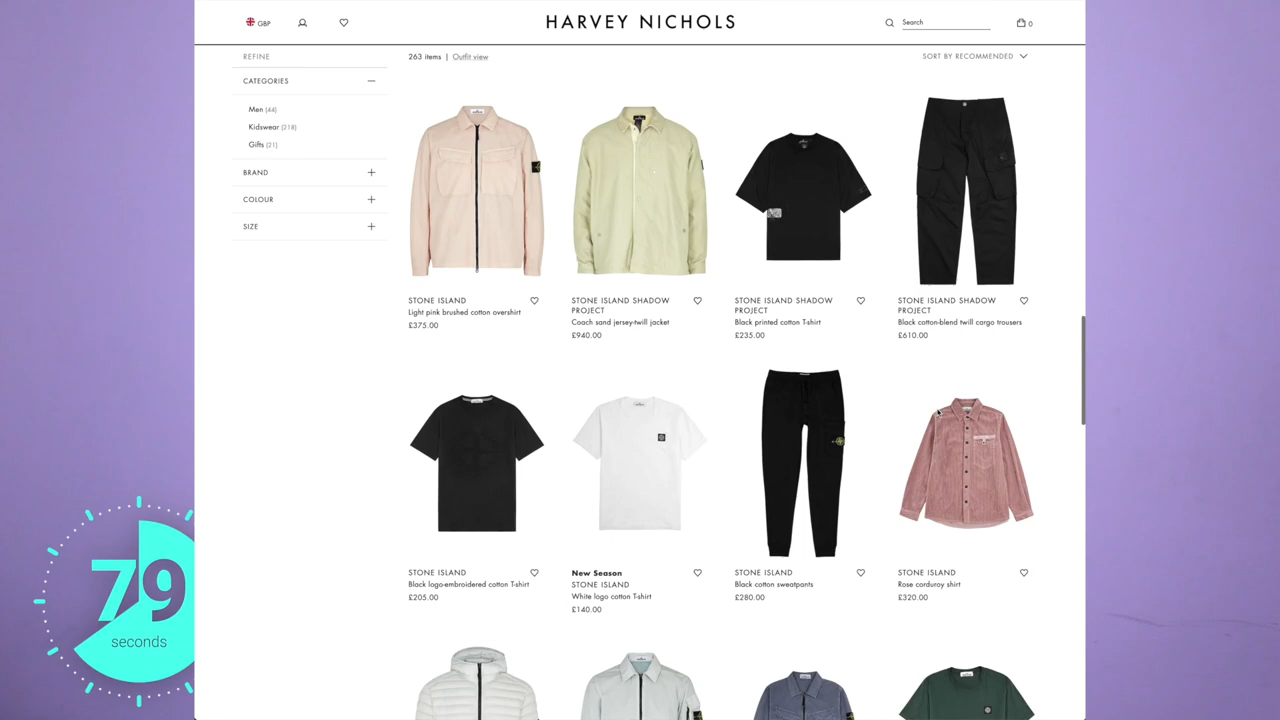 GBP
HARVEY NICHOLS
Search
0
REFINE
263 items | Outfit view
SORT BY RECOMMENDED
CATEGORIES
Men (44)
Kidswear (218)
Gifts (21)
BRAND
COLOUR
SIZE
STONE ISLAND
Light pink brushed cotton overshirt
£375.00
STONE ISLAND SHADOW
PROJECT
Coach sand jersey-twill jacket
£940.00
STONE ISLAND SHADOW
PROJECT
Black printed cotton T-shirt
£235.00
STONE ISLAND SHADOW
PROJECT
Black cotton-blend twill cargo trousers
£610.00
STONE ISLAND
Black logo-embroidered cotton T-shirt
£205.00
New Season
STONE ISLAND
White logo cotton T-shirt
£140.00
STONE ISLAND
Black cotton sweatpants
£280.00
STONE ISLAND
Rose corduroy shirt
£320.00
79
seconds